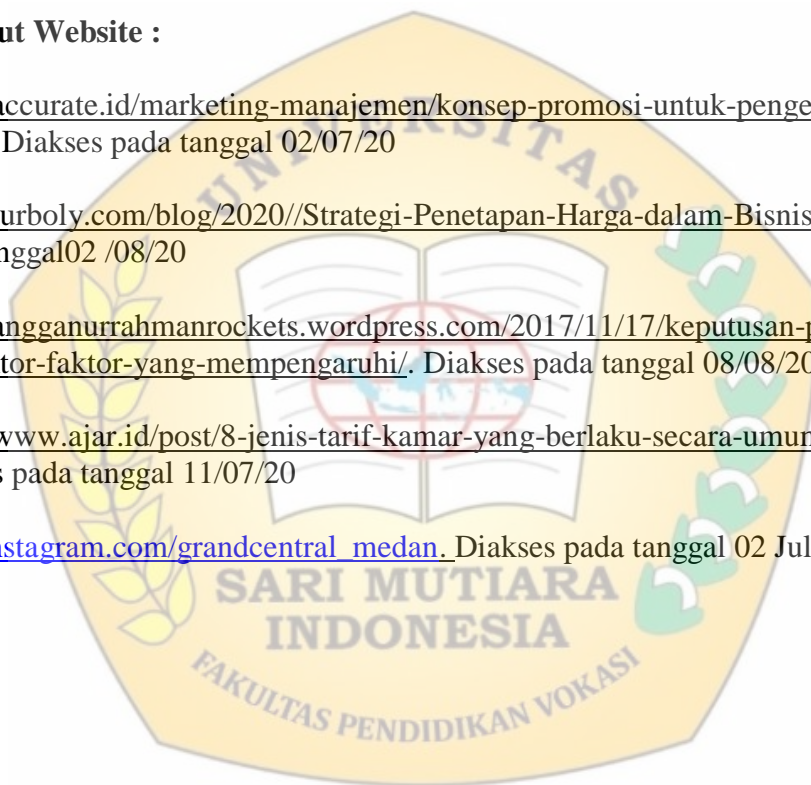 ut Website :
accurate.id/marketing-manajemen/konsep-promosi-untuk-penge
Diakses pada tanggal 02/07/20
urboly.com/blog/2020//Strategi-Penetapan-Harga-dalam-Bisnis
nggal02 /08/20
angganurrahmanrockets.wordpress.com/2017/11/17/keputusan-p
tor-faktor-yang-mempengaruhi/. Diakses pada tanggal 08/08/20
www.ajar.id/post/8-jenis-tarif-kamar-yang-berlaku-secara-umun
s pada tanggal 11/07/20
nstagram.com/grandcentral_medan. Diakses pada tanggal 02 Jul
UNIVERSITAS
SARI MUTIARA
INDONESIA
FAKULTAS PENDIDIKAN VOKASI